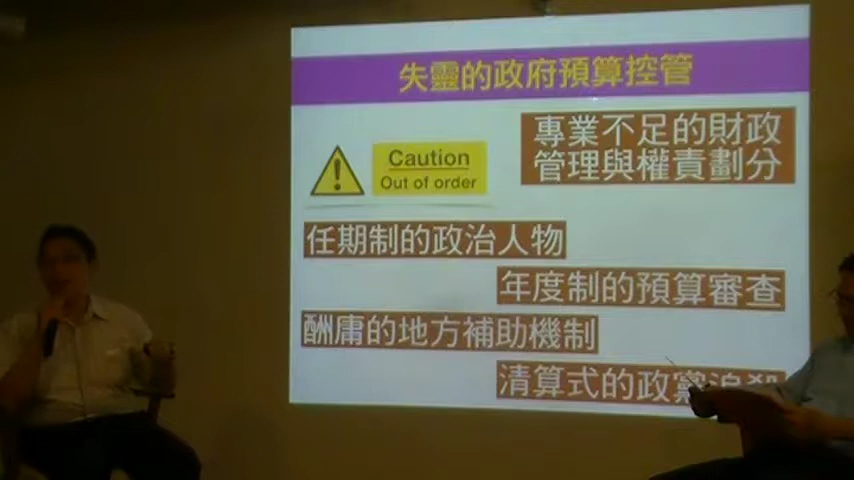 失靈的政府預算控管
專業不足的財政
管理與權責劃分
Caution
Out of order
任期制的政治人物
年度制的預算審查
酬庸的地方補助機制
清算式的政黨追殺